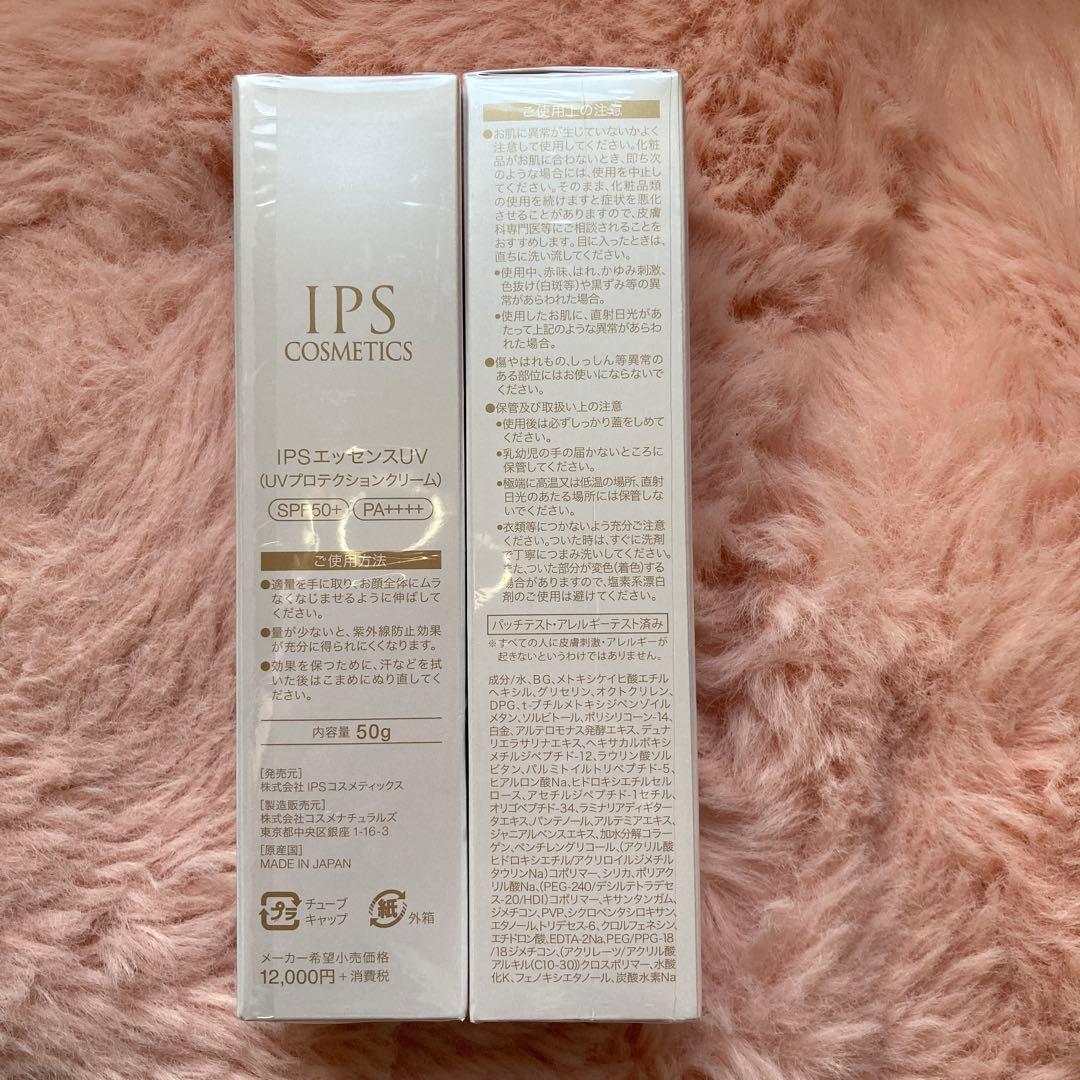 IPS
COSMETICS
IPSエッセンスUV
(UVプロテクションクリーム)
SPF50+ PA++++
ご使用方法
●適量を手に取り、お顔全体にムラ
なくなじませるように伸ばして
ください。
●量が少ないと、紫外線防止効果
が充分に得られにくくなります。
●効果を保つために、汗などを拭
いた後はこまめにぬり直してく
ださい。
内容量 50g
[発売元]
株式会社 IPSコスメティックス
[製造販売元]
株式会社コスメナチュラルズ
東京都中央区銀座 1-16-3
[原産国]
MADE IN JAPAN
プラ チューブ
キャップ
紙 外箱
メーカー希望小売価格
12,000円+消費税
ご使用上の注意
●お肌に異常が生じていないかよく
注意して使用してください。化粧
品がお肌に合わないとき、即ち次
のような場合には、使用を中止し
てください。そのまま、化粧品類
の使用を続けますと症状を悪化
させることがありますので、皮膚
科専門医等にご相談されることを
おすすめします。目に入ったときは、
直ちに洗い流してください。
●使用中、赤味、はれ、かゆみ刺激、
色抜け(白斑等)や黒ずみ等の異
常があらわれた場合。
●使用したお肌に、直射日光があ
たって上記のような異常があらわ
れた場合。
●傷やはれもの、しっしん等異常の
ある部位にはお使いにならないで
ください。
●保管及び取扱い上の注意
●使用後は必ずしっかり蓋をしめて
ください。
●乳幼児の手の届かないところに
保管してください。
●極端に高温又は低温の場所、直射
日光のあたる場所には保管しな
いでください。
●衣類等につかないよう充分ご注意
ください。ついた時は、すぐに洗剤
で丁寧につまみ洗いしてください。
また、ついた部分が変色(着色)する
場合がありますので、塩素系漂白
剤のご使用は避けてください。
パッチテスト・アレルギーテスト済み
※すべての人に皮膚刺激・アレルギーが
起きないというわけではありません。
成分/水、BG、メトキシケイヒ酸エチル
ヘキシル、グリセリン、オクトクリレン、
DPG、t-ブチルメトキシジベンゾイル
メタン、ソルビトール、ポリシリコーン-14、
白金、アルテロモナス発酵エキス、デュナ
リエラサリナエキス、ヘキサカルボキシ
メチルジペプチド-12、ラウリン酸ソル
ビタン、パルミトイルトリペプチド-5、
ヒアルロン酸Na、ヒドロキシエチルセル
ロース、アセチルジペプチド-1セチル、
オリゴペプチド-34、ラミナリアディギター
タエキス、パンテノール、アルテミアエキス、
ジャニアルベンスエキス、加水分解コラー
ゲン、ペンチレングリコール、(アクリル酸
ヒドロキシエチル/アクリロイルジメチル
タウリンNa)コポリマー、シリカ、ポリアク
リル酸Na、(PEG-240/デシルテトラデセ
ス-20/HDI)コポリマー、キサンタンガム、
ジメチコン、PVP、シクロペンタシロキサン、
エタノール、トリデセス-6、クロルフェネシン、
エチドロン酸、EDTA-2Na、PEG/PPG-18
/18ジメチコン、(アクリレーツ/アクリル酸
アルキル(C10-30))クロスポリマー、水酸
化K、フェノキシエタノール、炭酸水素Na